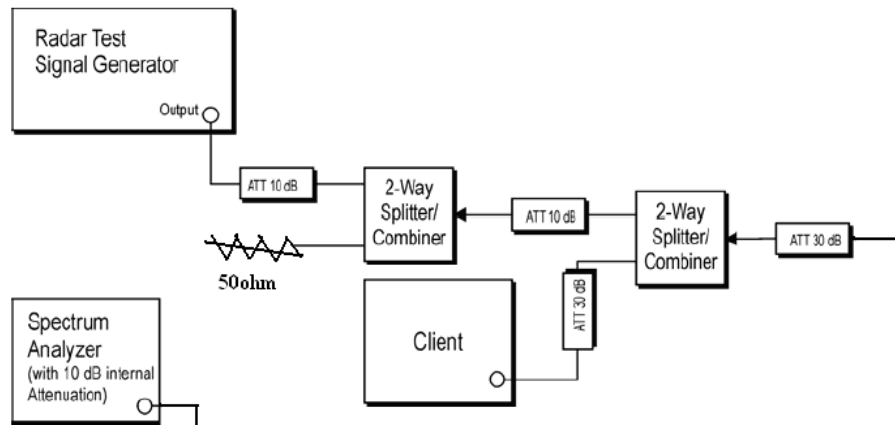 Radar Test
Signal Generator
Output
ATT 10 dB
2-Way
Splitter/
Combiner
ATT 10 dB
2-Way
Splitter/
Combiner
ATT 30 dB
50ohm
ATT 30 dB
Client
Spectrum
Analyzer
(with 10 dB internal
Attenuation)